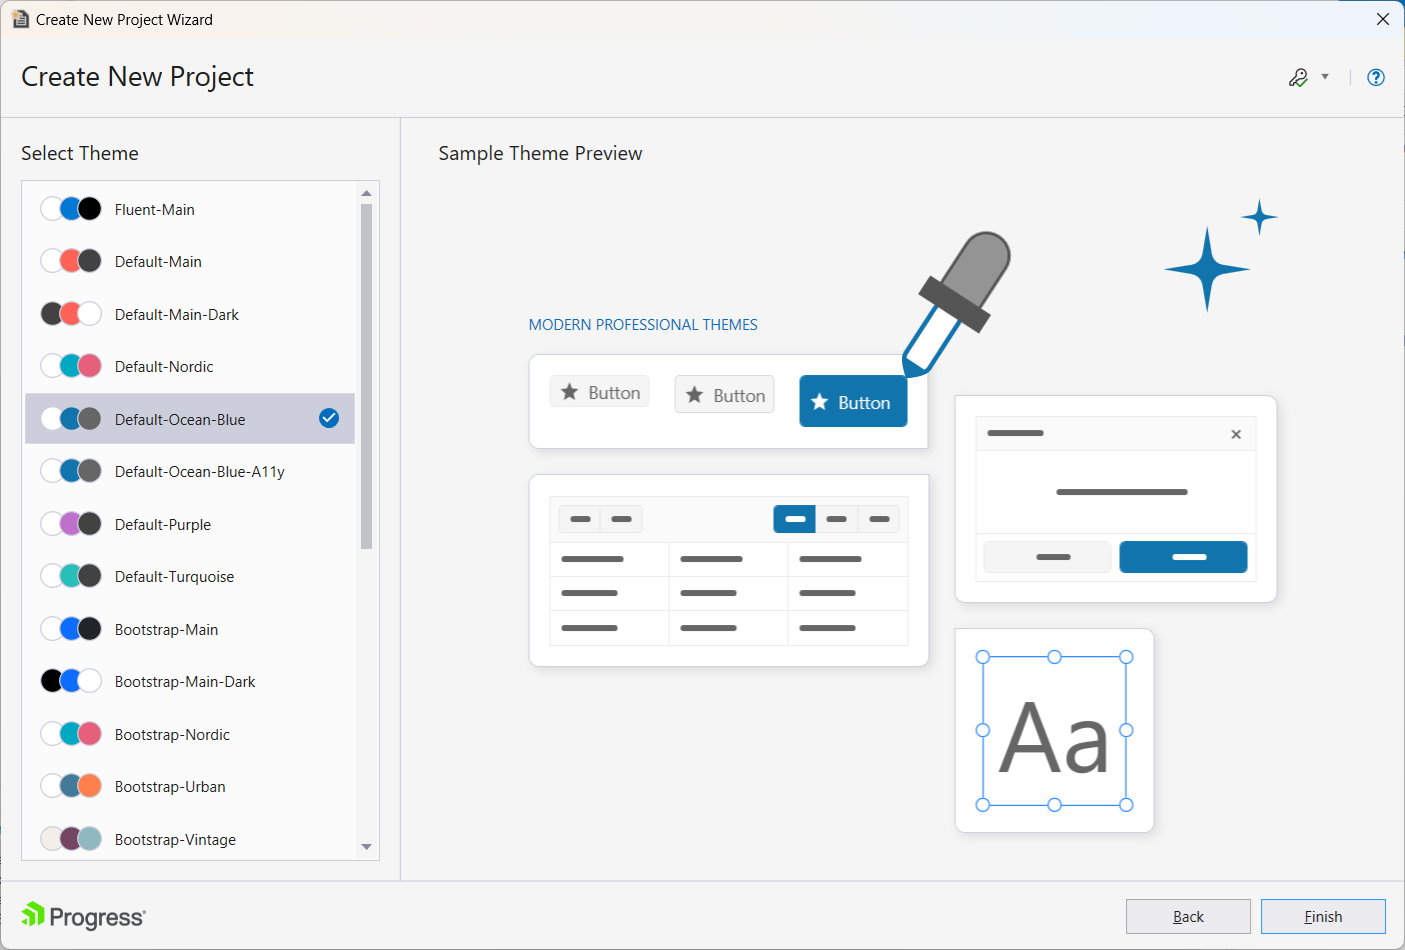 Create New Project Wizard
Create New Project
Select Theme
Fluent-Main
Default-Main
Default-Main-Dark
Default-Nordic
Default-Ocean-Blue
Default-Ocean-Blue-A11y
Default-Purple
Default-Turquoise
Bootstrap-Main
Bootstrap-Main-Dark
Bootstrap-Nordic
Bootstrap-Urban
Bootstrap-Vintage
Sample Theme Preview
MODERN PROFESSIONAL THEMES
Button Button Button
Aa
Progress
Back Finish